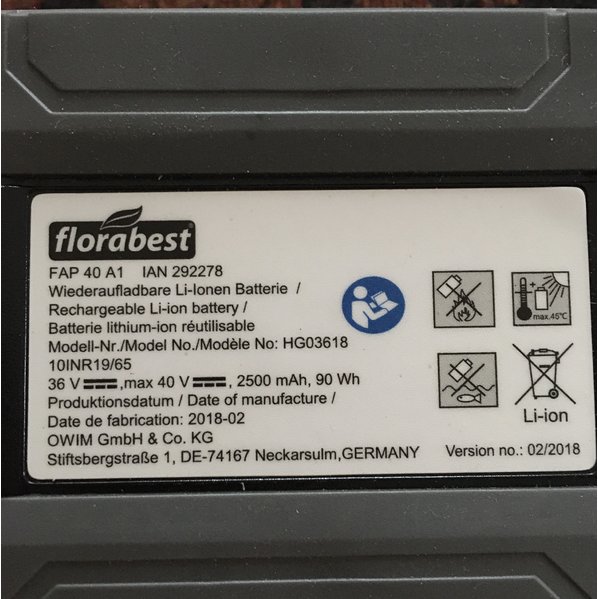 florabest
FAP 40 A1 IAN 292278
Wiederaufladbare Li-Ionen Batterie /
Rechargeable Li-ion battery /
Batterie lithium-ion réutilisable
Modell-Nr./Model No./Modèle No: HG03618
10INR19/65
36 V ⎓,max 40 V ⎓, 2500 mAh, 90 Wh
Produktionsdatum / Date of manufacture /
Date de fabrication: 2018-02
OWIM GmbH & Co. KG
Stiftsbergstraße 1, DE-74167 Neckarsulm,GERMANY
max.45℃
Li-ion
Version no.: 02/2018